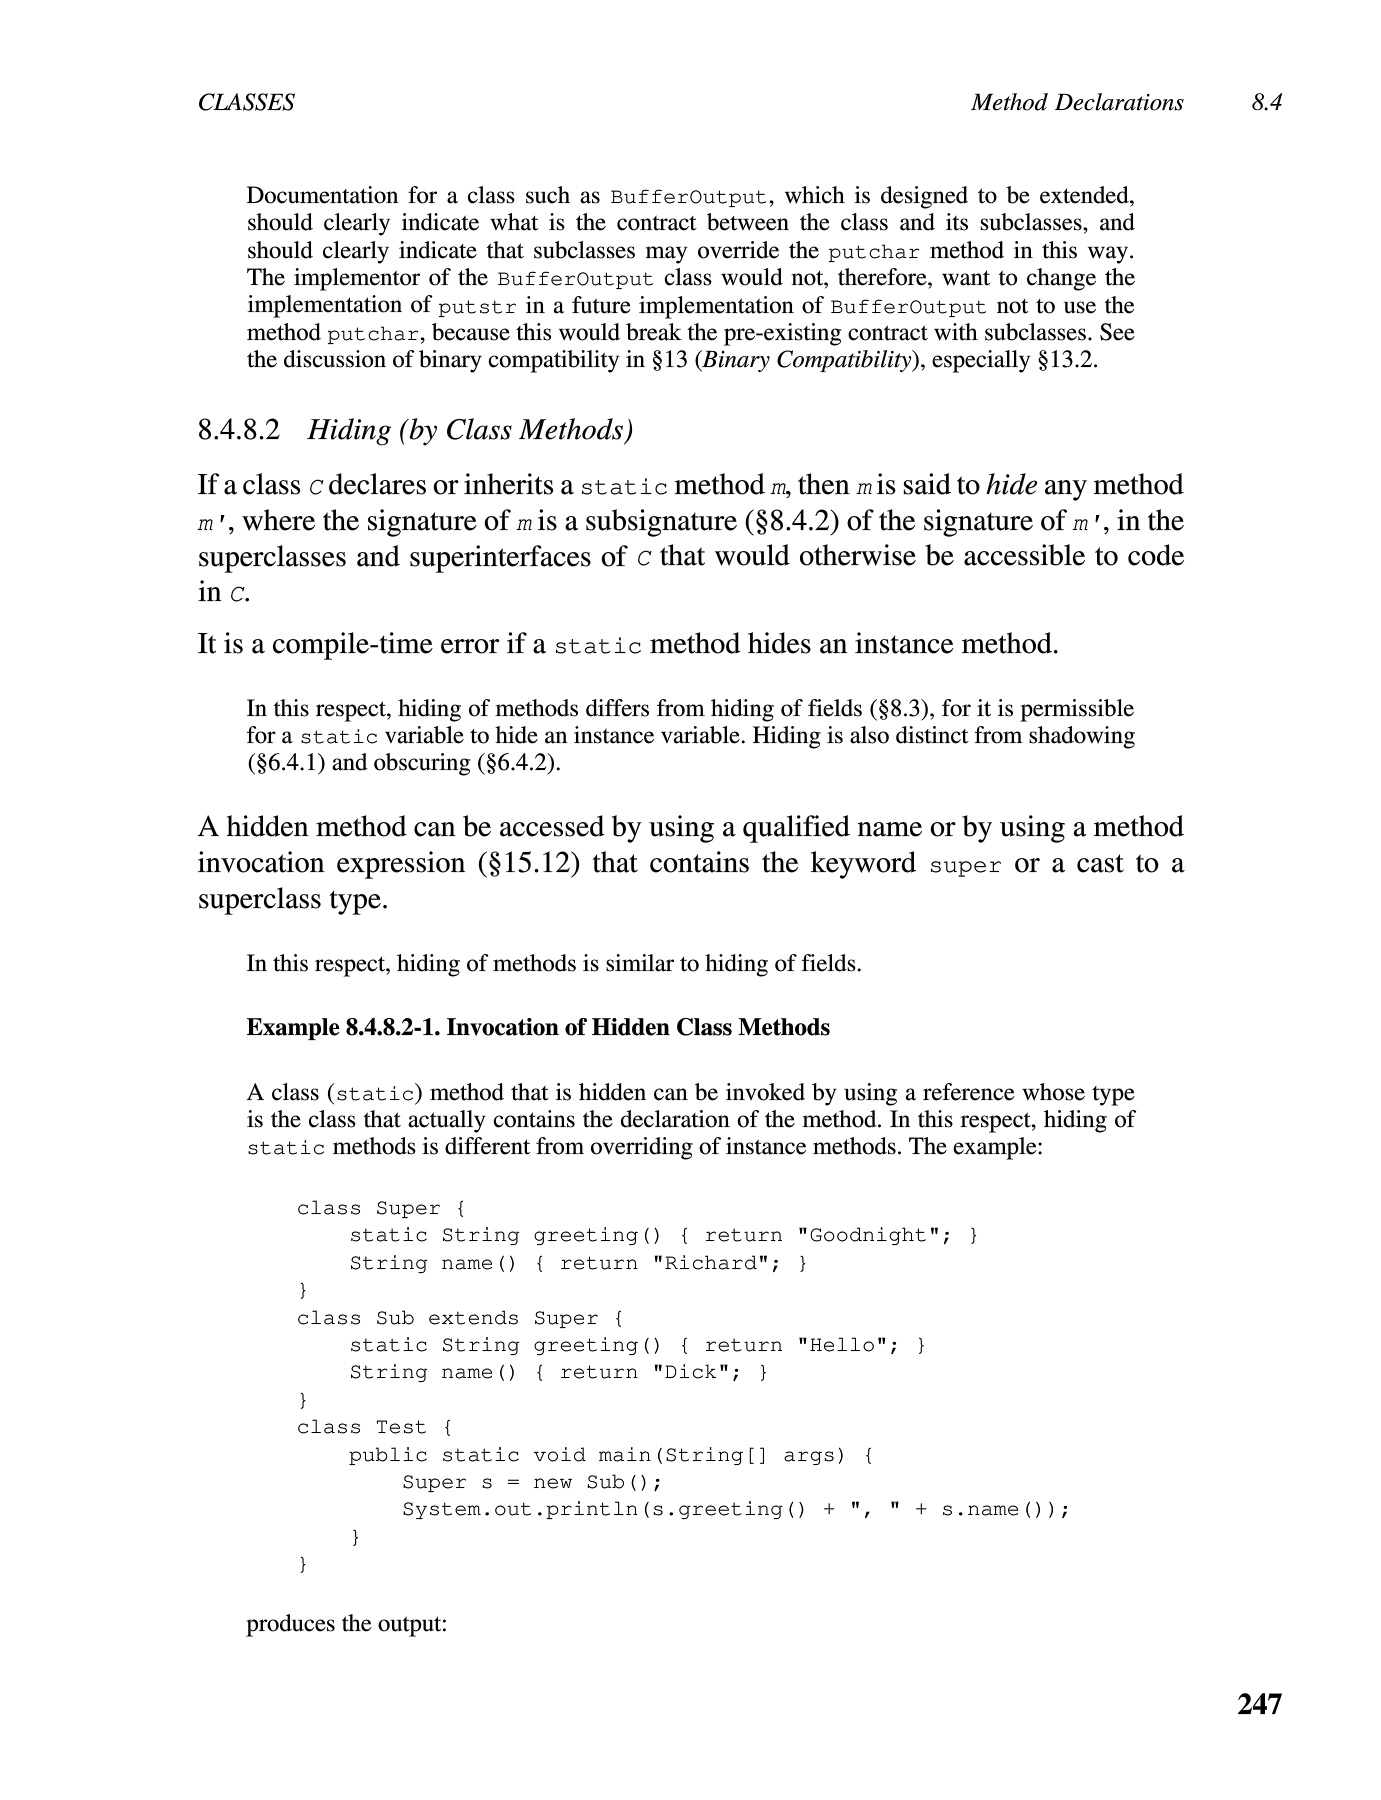 CLASSES Method Declarations 8.4
Documentation for a class such as BufferOutput, which is designed to be extended,
should clearly indicate what is the contract between the class and its subclasses, and
should clearly indicate that subclasses may override the putchar method in this way.
The implementor of the BufferOutput class would not, therefore, want to change the
implementation of putstr in a future implementation of BufferOutput not to use the
method putchar, because this would break the pre-existing contract with subclasses. See
the discussion of binary compatibility in §13 (Binary Compatibility), especially §13.2.
8.4.8.2 Hiding (by Class Methods)
If a class C declares or inherits a static method m, then m is said to hide any method
m', where the signature of m is a subsignature (§8.4.2) of the signature of m', in the
superclasses and superinterfaces of C that would otherwise be accessible to code
in C.
It is a compile-time error if a static method hides an instance method.
In this respect, hiding of methods differs from hiding of fields (§8.3), for it is permissible
for a static variable to hide an instance variable. Hiding is also distinct from shadowing
(§6.4.1) and obscuring (§6.4.2).
A hidden method can be accessed by using a qualified name or by using a method
invocation expression (§15.12) that contains the keyword super or a cast to a
superclass type.
In this respect, hiding of methods is similar to hiding of fields.
Example 8.4.8.2-1. Invocation of Hidden Class Methods
A class (static) method that is hidden can be invoked by using a reference whose type
is the class that actually contains the declaration of the method. In this respect, hiding of
static methods is different from overriding of instance methods. The example:
class Super {
    static String greeting() { return "Goodnight"; }
    String name() { return "Richard"; }
}
class Sub extends Super {
    static String greeting() { return "Hello"; }
    String name() { return "Dick"; }
}
class Test {
    public static void main(String[] args) {
        Super s = new Sub();
        System.out.println(s.greeting() + ", " + s.name());
    }
}
produces the output:
247